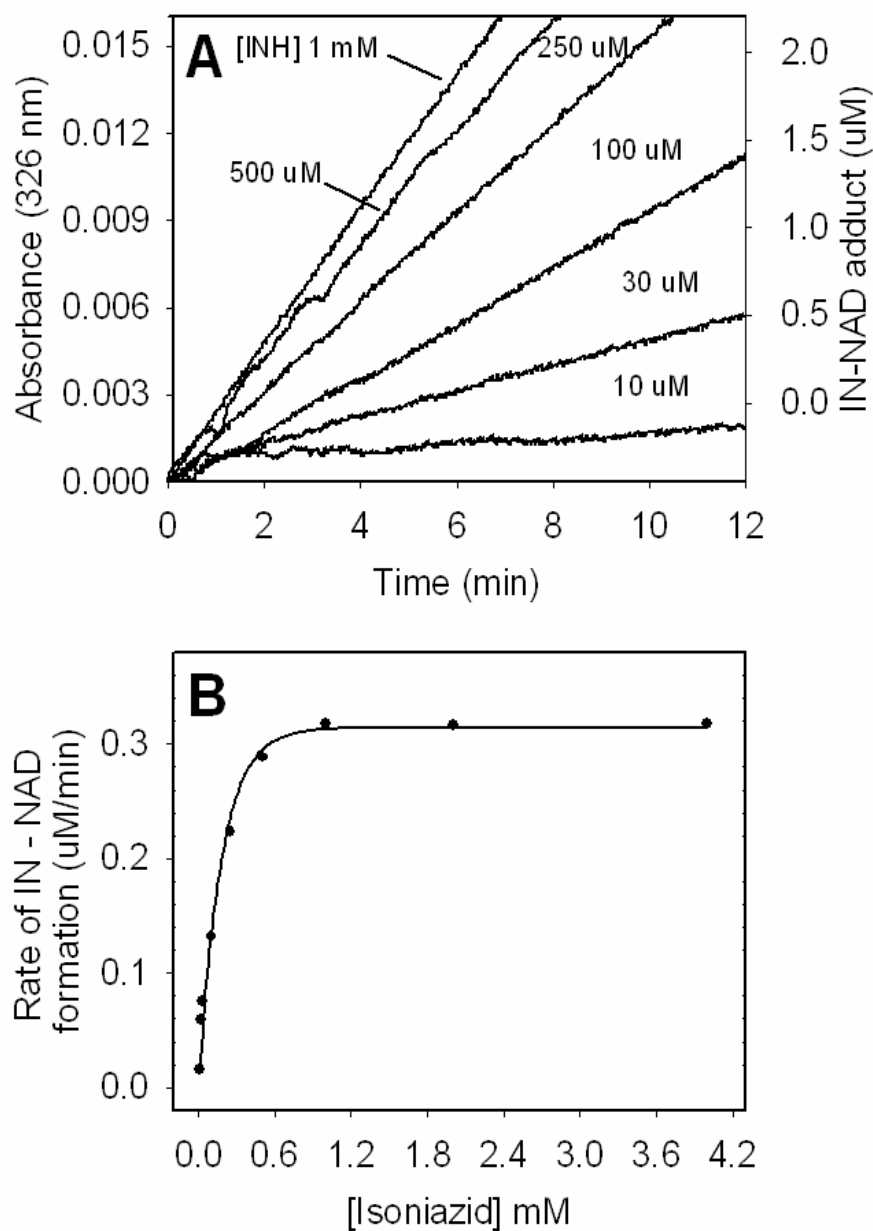 A
[INH] 1 mM
250 uM
500 uM
100 uM
30 uM
10 uM
Absorbance (326 nm)
0.015
0.012
0.009
0.006
0.003
0.000
IN-NAD adduct (uM)
2.0
1.5
1.0
0.5
0.0
0 2 4 6 8 10 12
Time (min)
B
Rate of IN - NAD
formation (uM/min)
0.3
0.2
0.1
0.0
0.0 0.6 1.2 1.8 2.4 3.0 3.6 4.2
[Isoniazid] mM